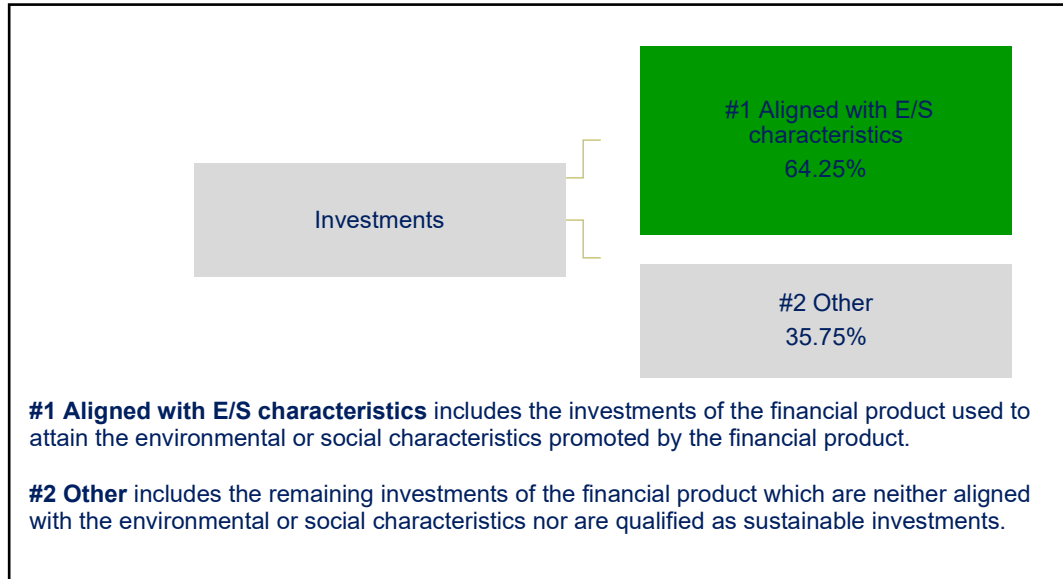 #1 Aligned with E/S
characteristics
64.25%
Investments
#2 Other
35.75%
#1 Aligned with E/S characteristics includes the investments of the financial product used to
attain the environmental or social characteristics promoted by the financial product.
#2 Other includes the remaining investments of the financial product which are neither aligned
with the environmental or social characteristics nor are qualified as sustainable investments.